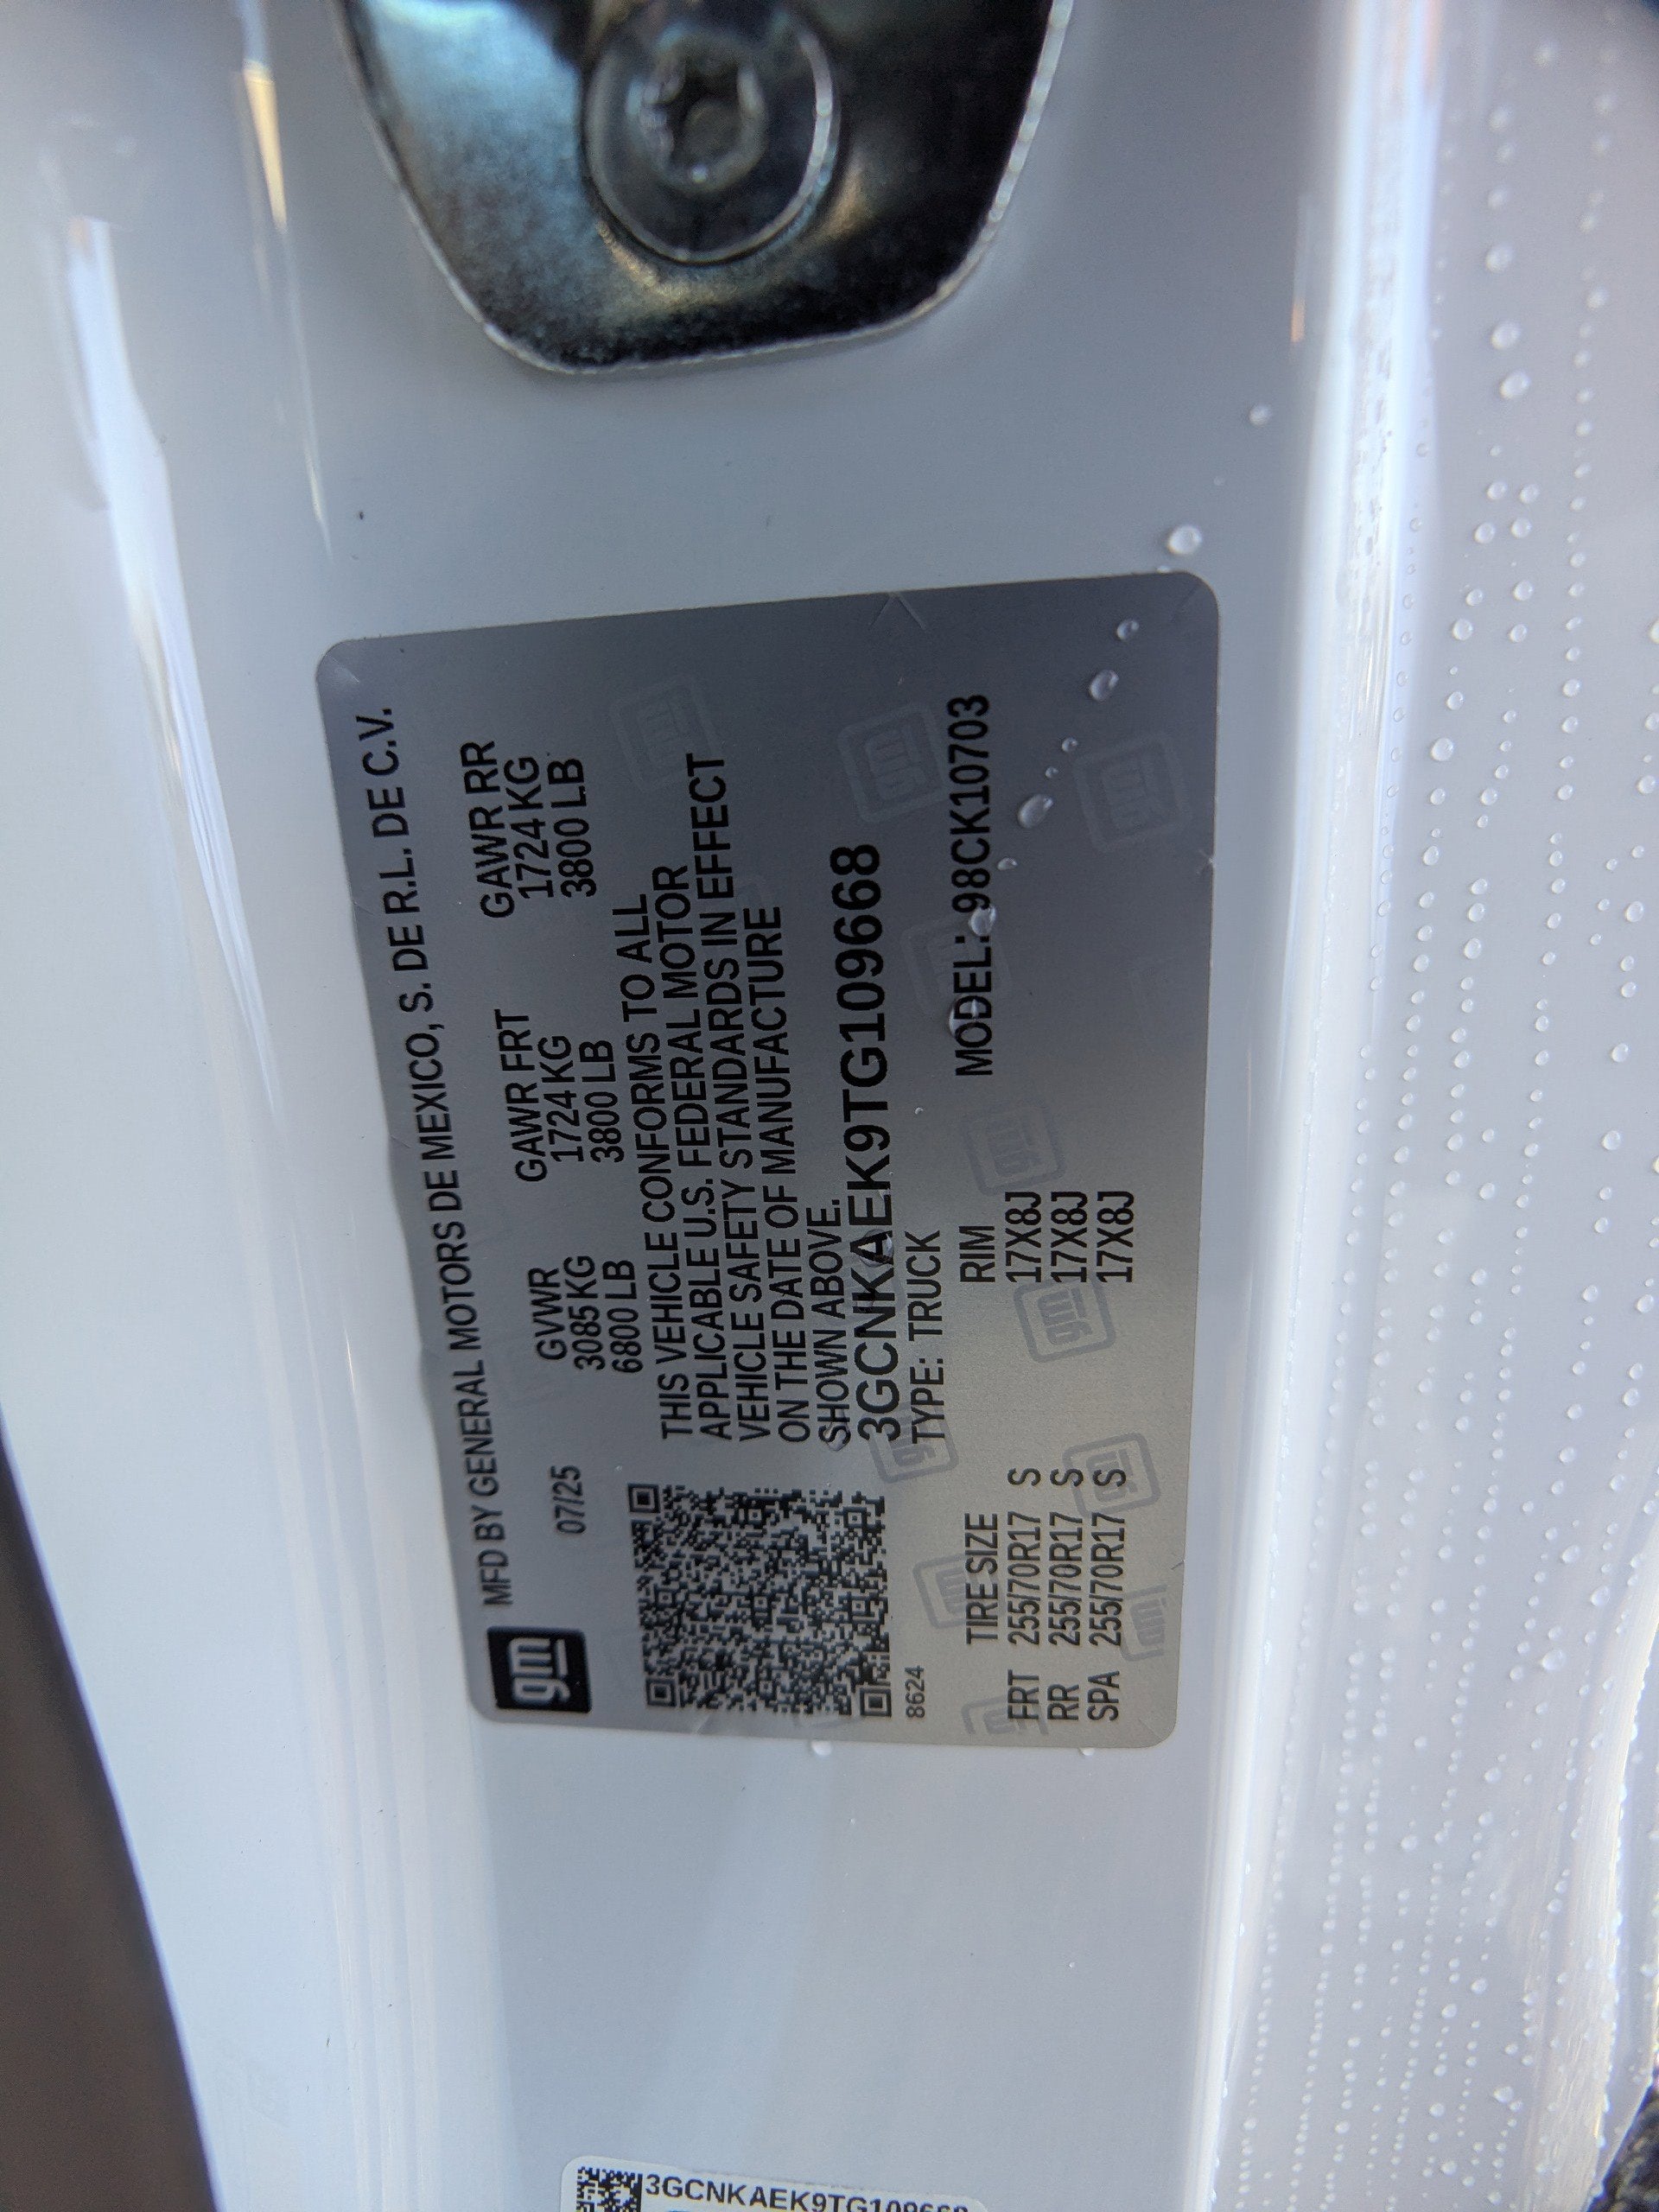 gm MFD BY GENERAL MOTORS DE MEXICO, S. DE R.L. DE C.V.
07/25 GVWR GAWR FRT GAWR RR
3085 KG 1724 KG 1724 KG
6800 LB 3800 LB 3800 LB
THIS VEHICLE CONFORMS TO ALL
APPLICABLE U.S. FEDERAL MOTOR
VEHICLE SAFETY STANDARDS IN EFFECT
ON THE DATE OF MANUFACTURE
SHOWN ABOVE.
3GCNKAEK9TG109668
8624 TYPE: TRUCK MODEL: 98CK10703
TIRE SIZE RIM
FRT 255/70R17 S 17X8J
RR 255/70R17 S 17X8J
SPA 255/70R17 S 17X8J
3GCNKAEK9TG109668